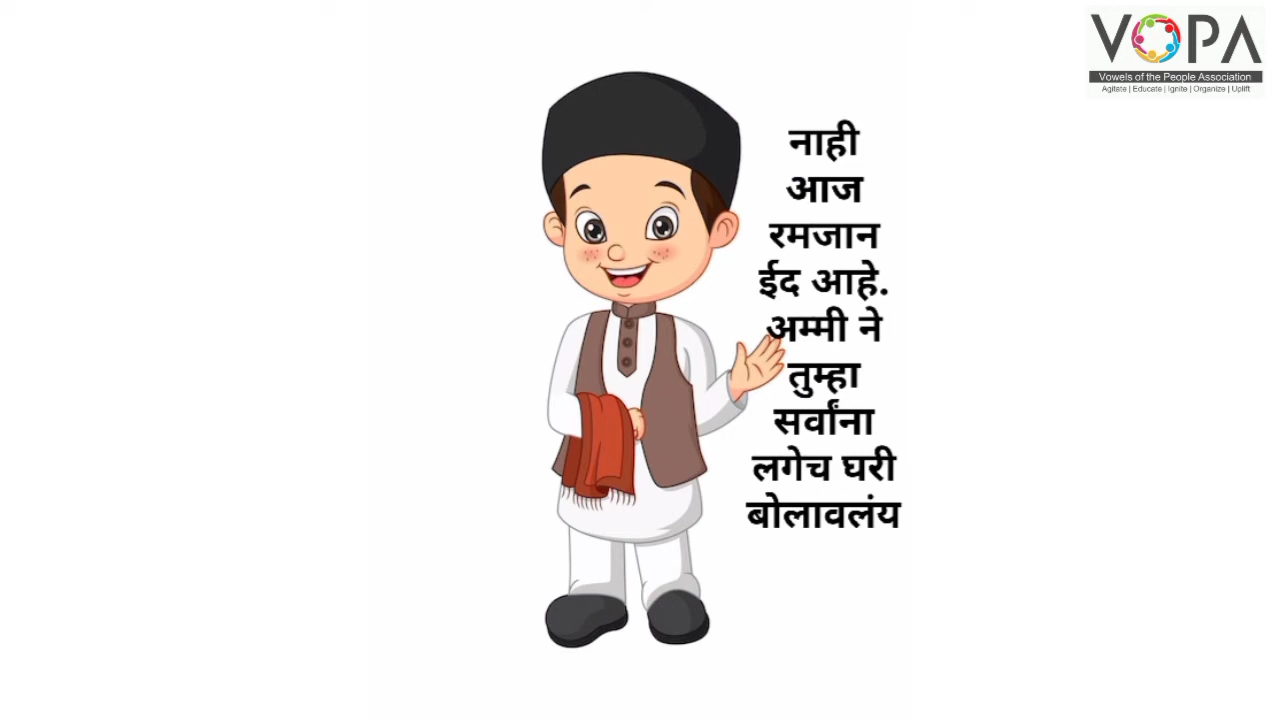 VOPA
Vowels of the People Association
Agitate | Educate | Ignite | Organize | Uplift
नाही
आज
रमजान
ईद आहे.
अम्मी ने
तुम्हा
सर्वांना
लगेच घरी
बोलावलंय